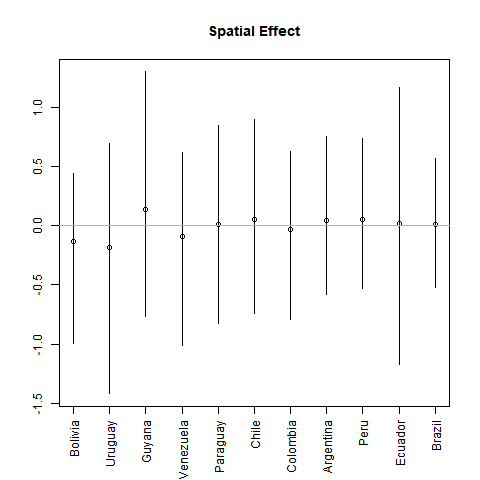 Spatial Effect
1.0
0.5
0.0
-0.5
-1.0
-1.5
Bolivia
Uruguay
Guyana
Venezuela
Paraguay
Chile
Colombia
Argentina
Peru
Ecuador
Brazil